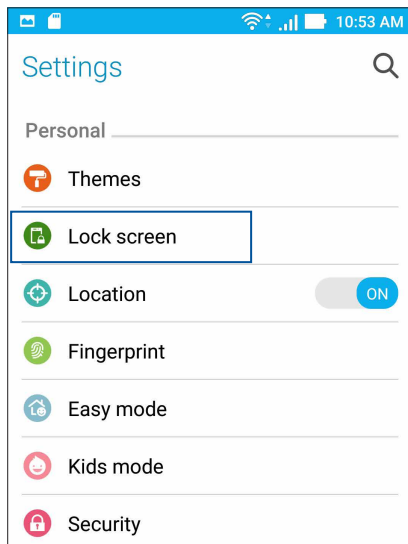 10:53 AM
Settings
Personal
Themes
Lock screen
Location ON
Fingerprint
Easy mode
Kids mode
Security